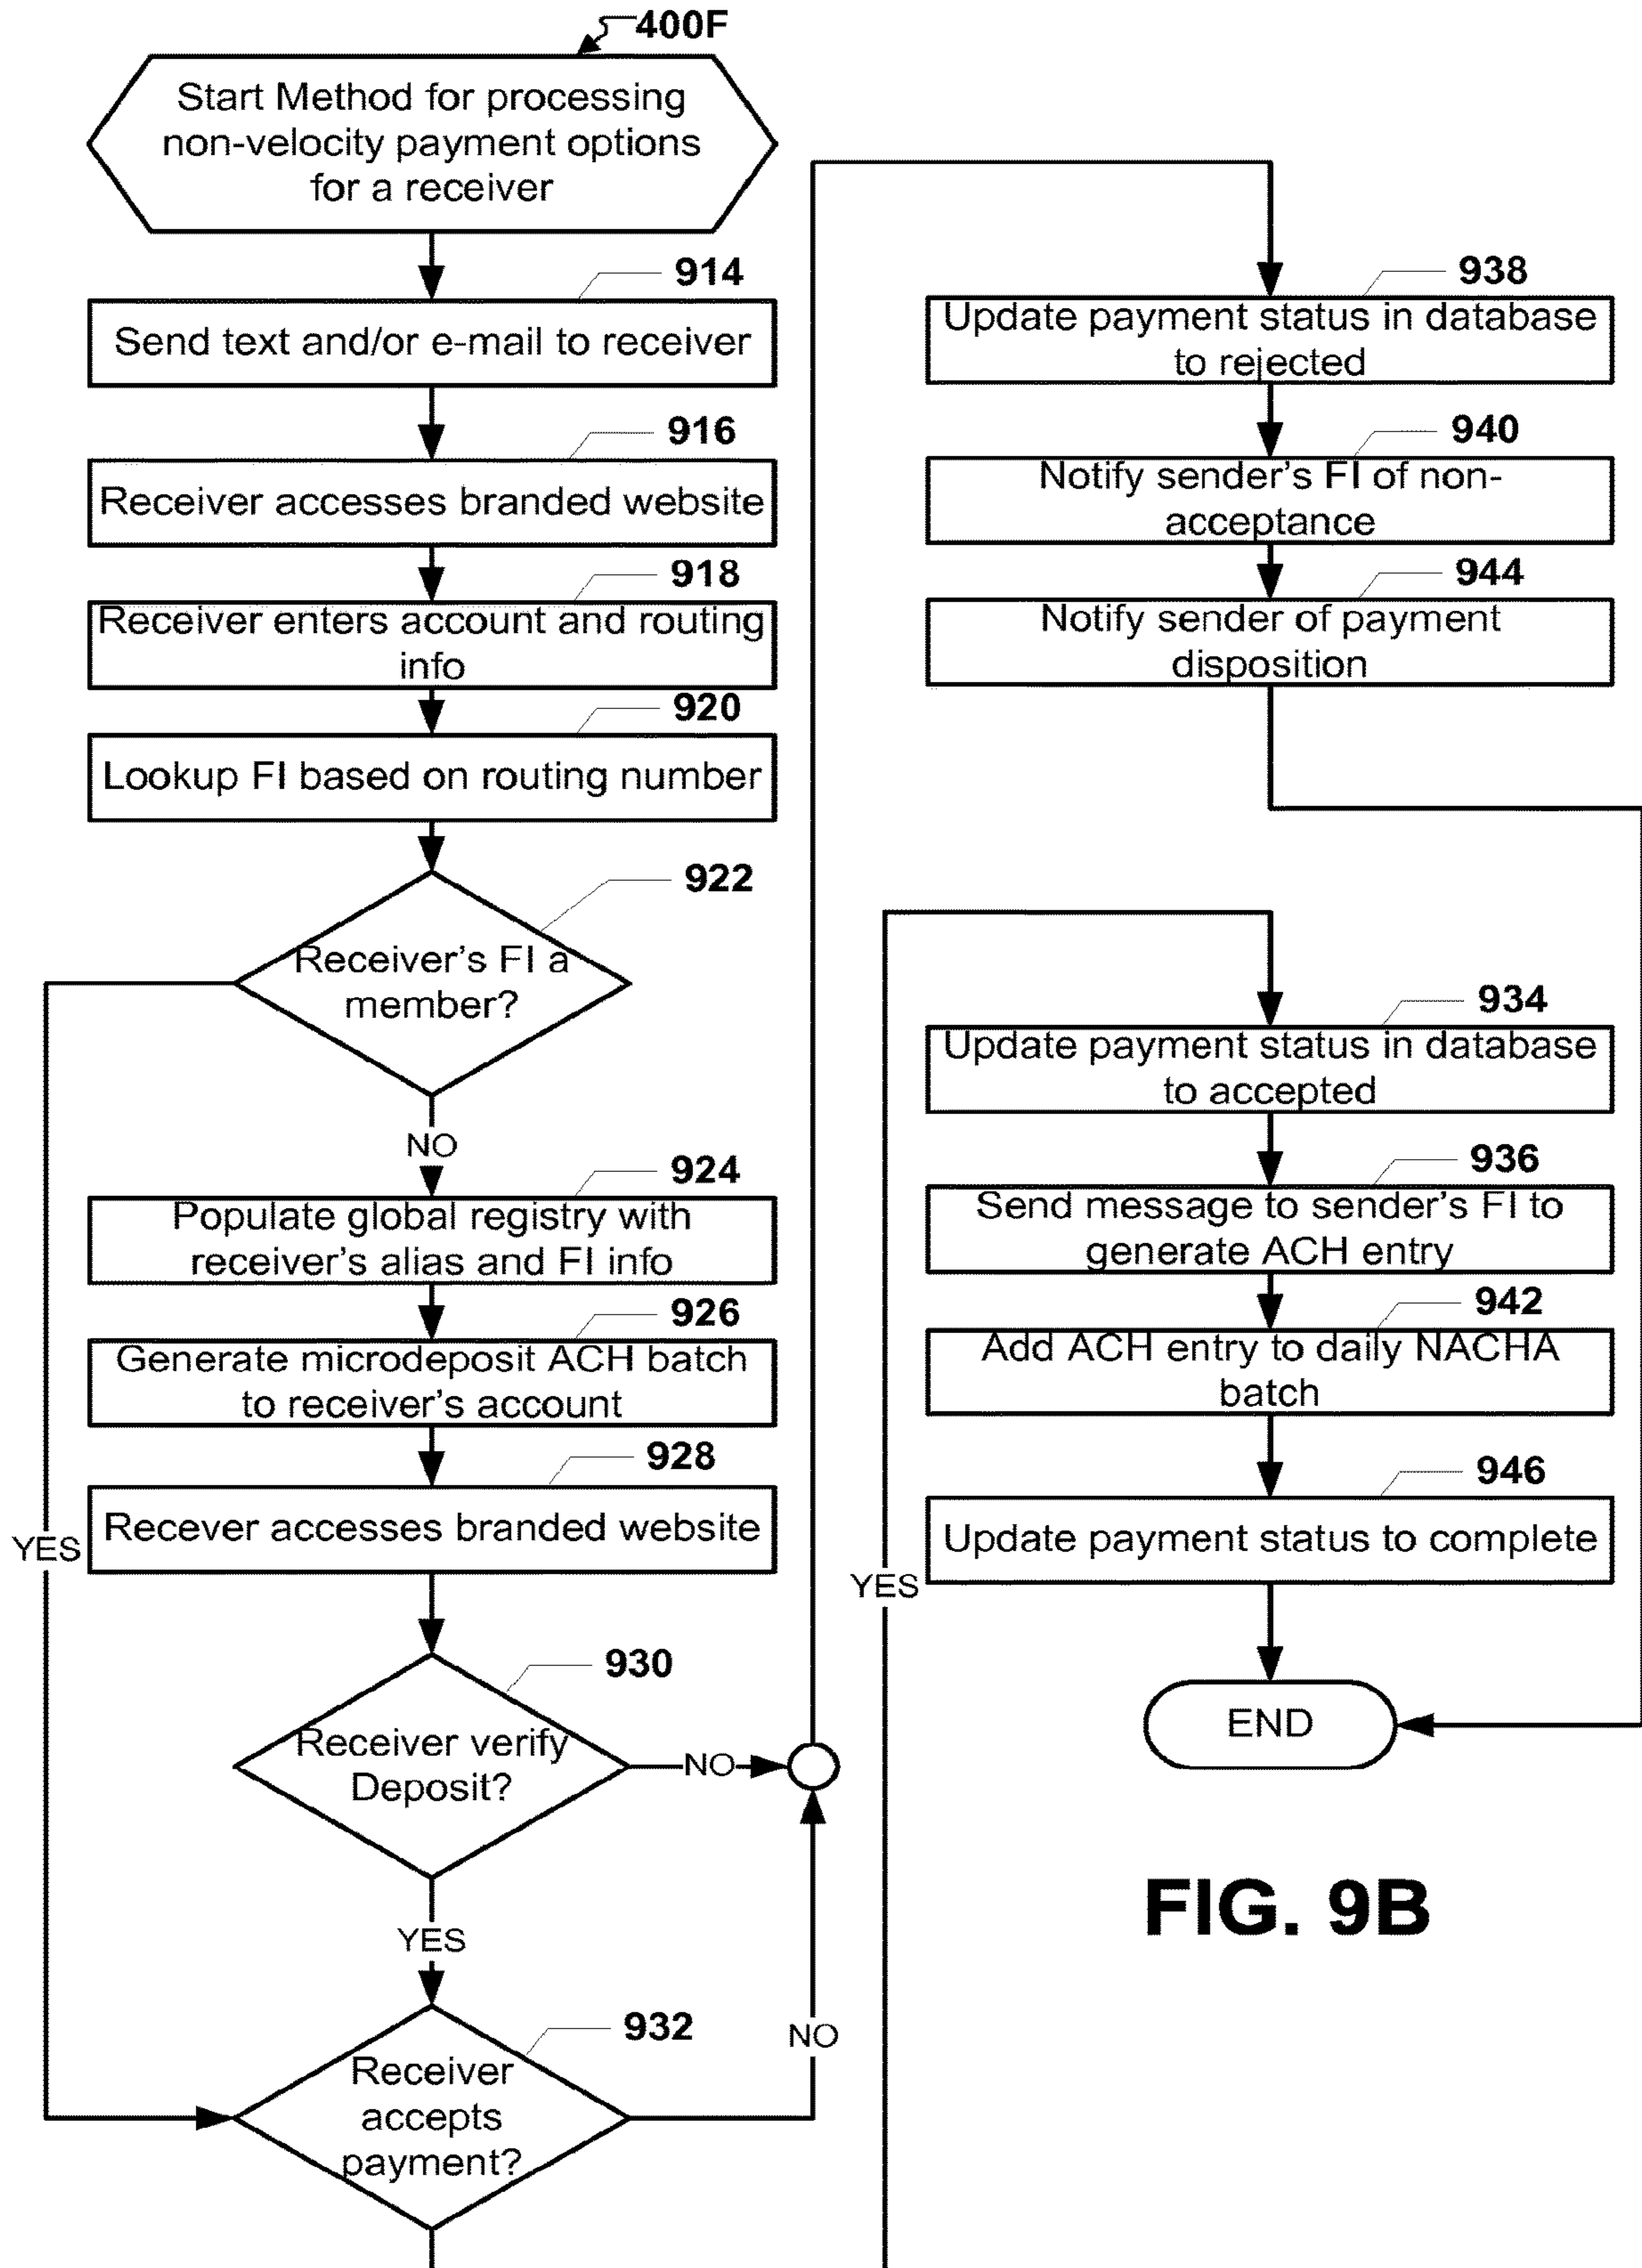 400F
Start Method for processing
non-velocity payment options
for a receiver
914
Send text and/or e-mail to receiver
916
Receiver accesses branded website
918
Receiver enters account and routing
info
920
Lookup FI based on routing number
922
Receiver's FI a
member?
NO
924
Populate global registry with
receiver's alias and FI info
926
Generate microdeposit ACH batch
to receiver's account
928
Recever accesses branded website
YES
930
Receiver verify
Deposit?
NO
YES
932
Receiver
accepts
payment?
NO
938
Update payment status in database
to rejected
940
Notify sender's FI of non-
acceptance
944
Notify sender of payment
disposition
934
Update payment status in database
to accepted
936
Send message to sender's FI to
generate ACH entry
942
Add ACH entry to daily NACHA
batch
946
Update payment status to complete
YES
END
FIG. 9B